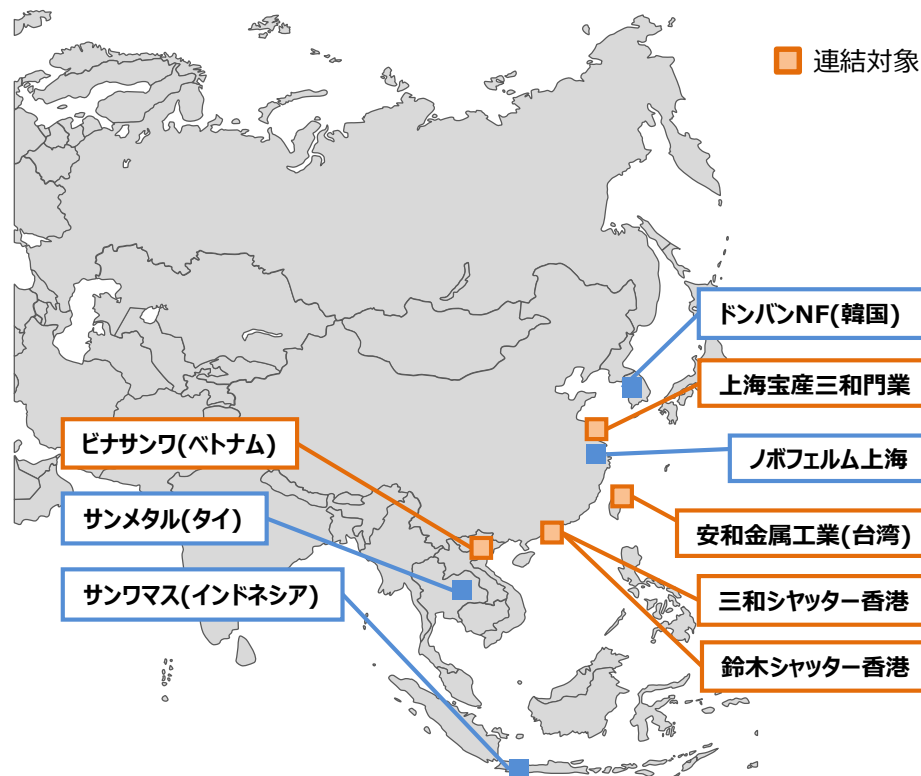 連結対象
ドンバンNF(韓国)
上海宝産三和門業
ビナサンワ(ベトナム)
ノボフェルム上海
サンメタル(タイ)
安和金属工業(台湾)
サンワマス(インドネシア)
三和シヤッター香港
鈴木シャッター香港